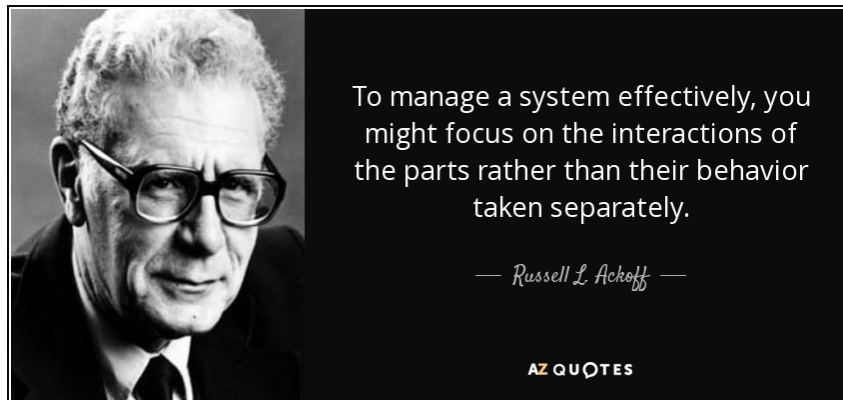 To manage a system effectively, you
might focus on the interactions of
the parts rather than their behavior
taken separately.
Russell L. Ackoff
AZ QUOTES